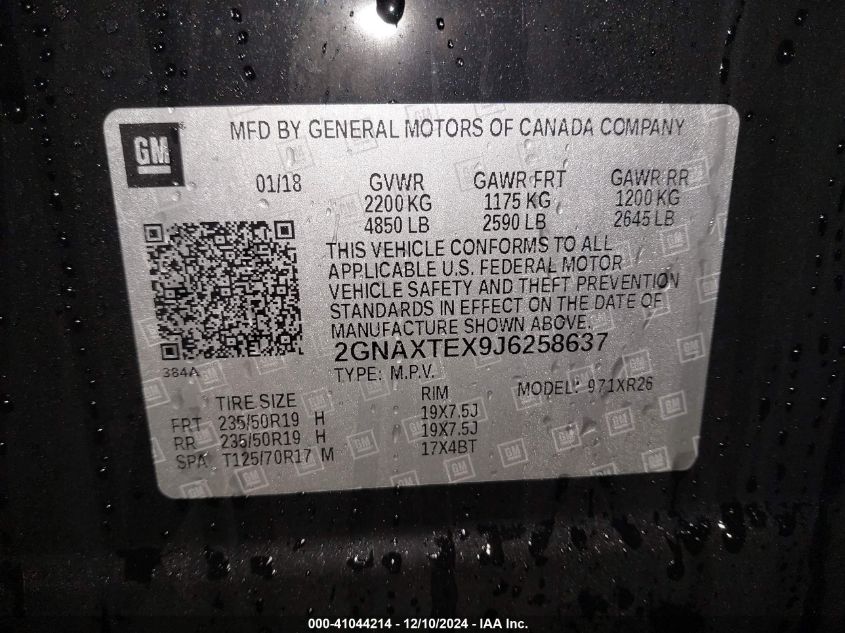 GM
MFD BY GENERAL MOTORS OF CANADA COMPANY
01/18 GVWR GAWR FRT GAWR RR
2200 KG 1175 KG 1200 KG
4850 LB 2590 LB 2645 LB
THIS VEHICLE CONFORMS TO ALL
APPLICABLE U.S. FEDERAL MOTOR
VEHICLE SAFETY AND THEFT PREVENTION
STANDARDS IN EFFECT ON THE DATE OF
MANUFACTURE SHOWN ABOVE.
2GNAXTEX9J6258637
384A
TYPE: M.P.V. MODEL: 971XR26
TIRE SIZE RIM
FRT 235/50R19 H 19X7.5J
RR 235/50R19 H 19X7.5J
SPA T125/70R17 M 17X4BT
000-41044214 - 12/10/2024 - IAA Inc.